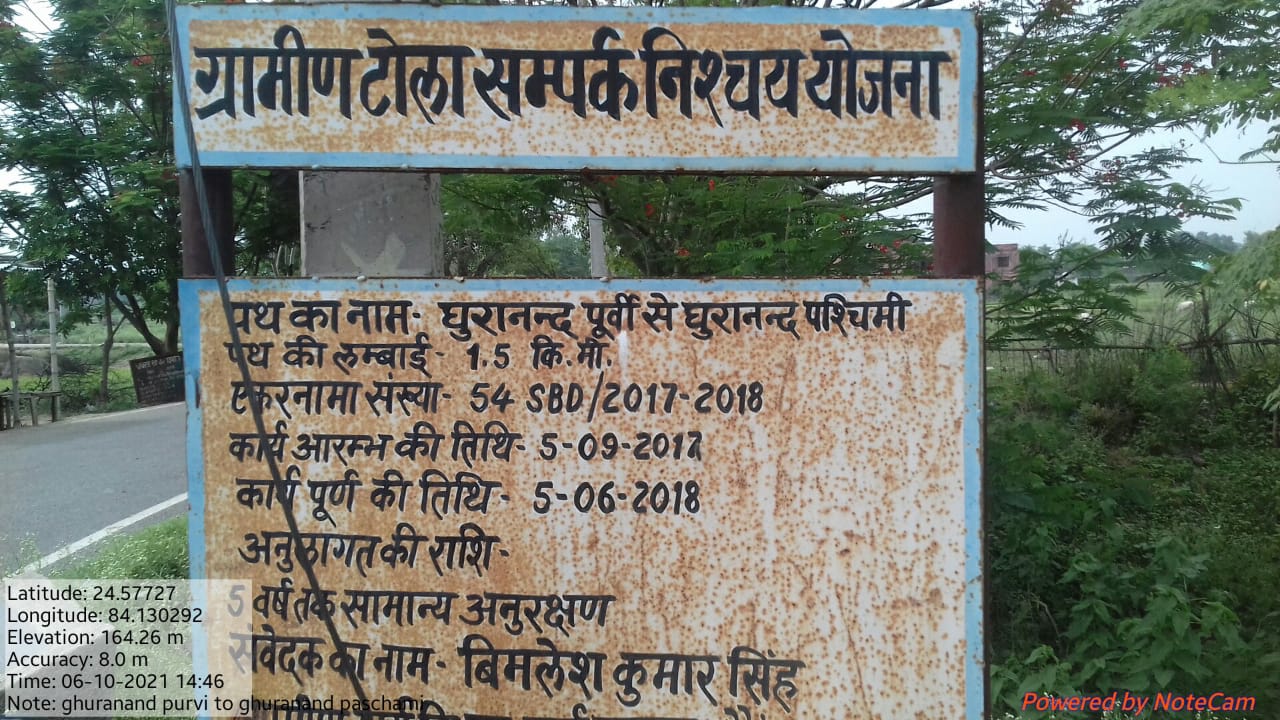 ग्रामीण टोला सम्पर्क निश्चय योजना
पथ का नाम- घुरानन्द पूर्वी से घुरानन्द पश्चिमी
पथ की लम्बाई- 1.5 कि.मी.
एकरनामा संख्या- 54 SBD/2017-2018
कार्य आरम्भ की तिथि- 5-09-2017
कार्य पूर्ण की तिथि- 5-06-2018
अनुलागत की राशि-
5 वर्ष तक सामान्य अनुरक्षण
संवेदक का नाम- बिमलेश कुमार सिंह
Latitude: 24.57727
Longitude: 84.130292
Elevation: 164.26 m
Accuracy: 8.0 m
Time: 06-10-2021 14:46
Note: ghuranand purvi to ghuranand paschami
Powered by NoteCam